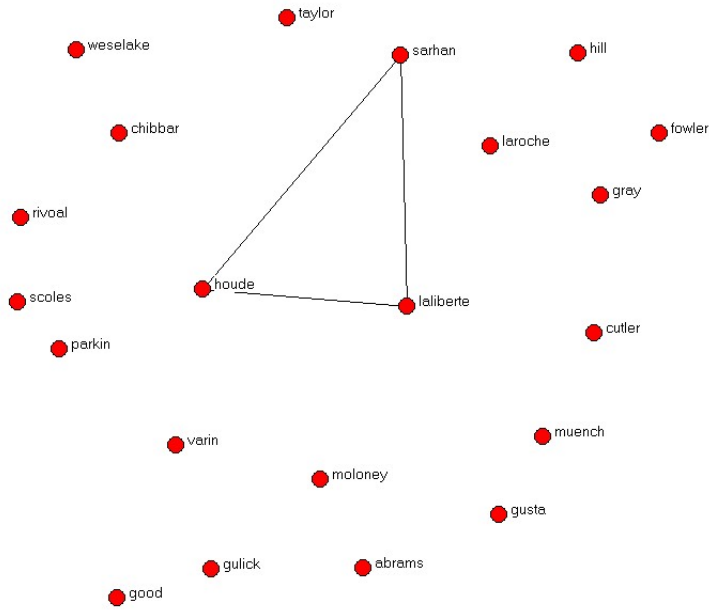 taylor
weselake
sarhan
hill
chibbar
fowler
laroche
gray
rivoal
houde
scoles
laliberte
cutler
parkin
muench
varin
moloney
gusta
gulick
abrams
good